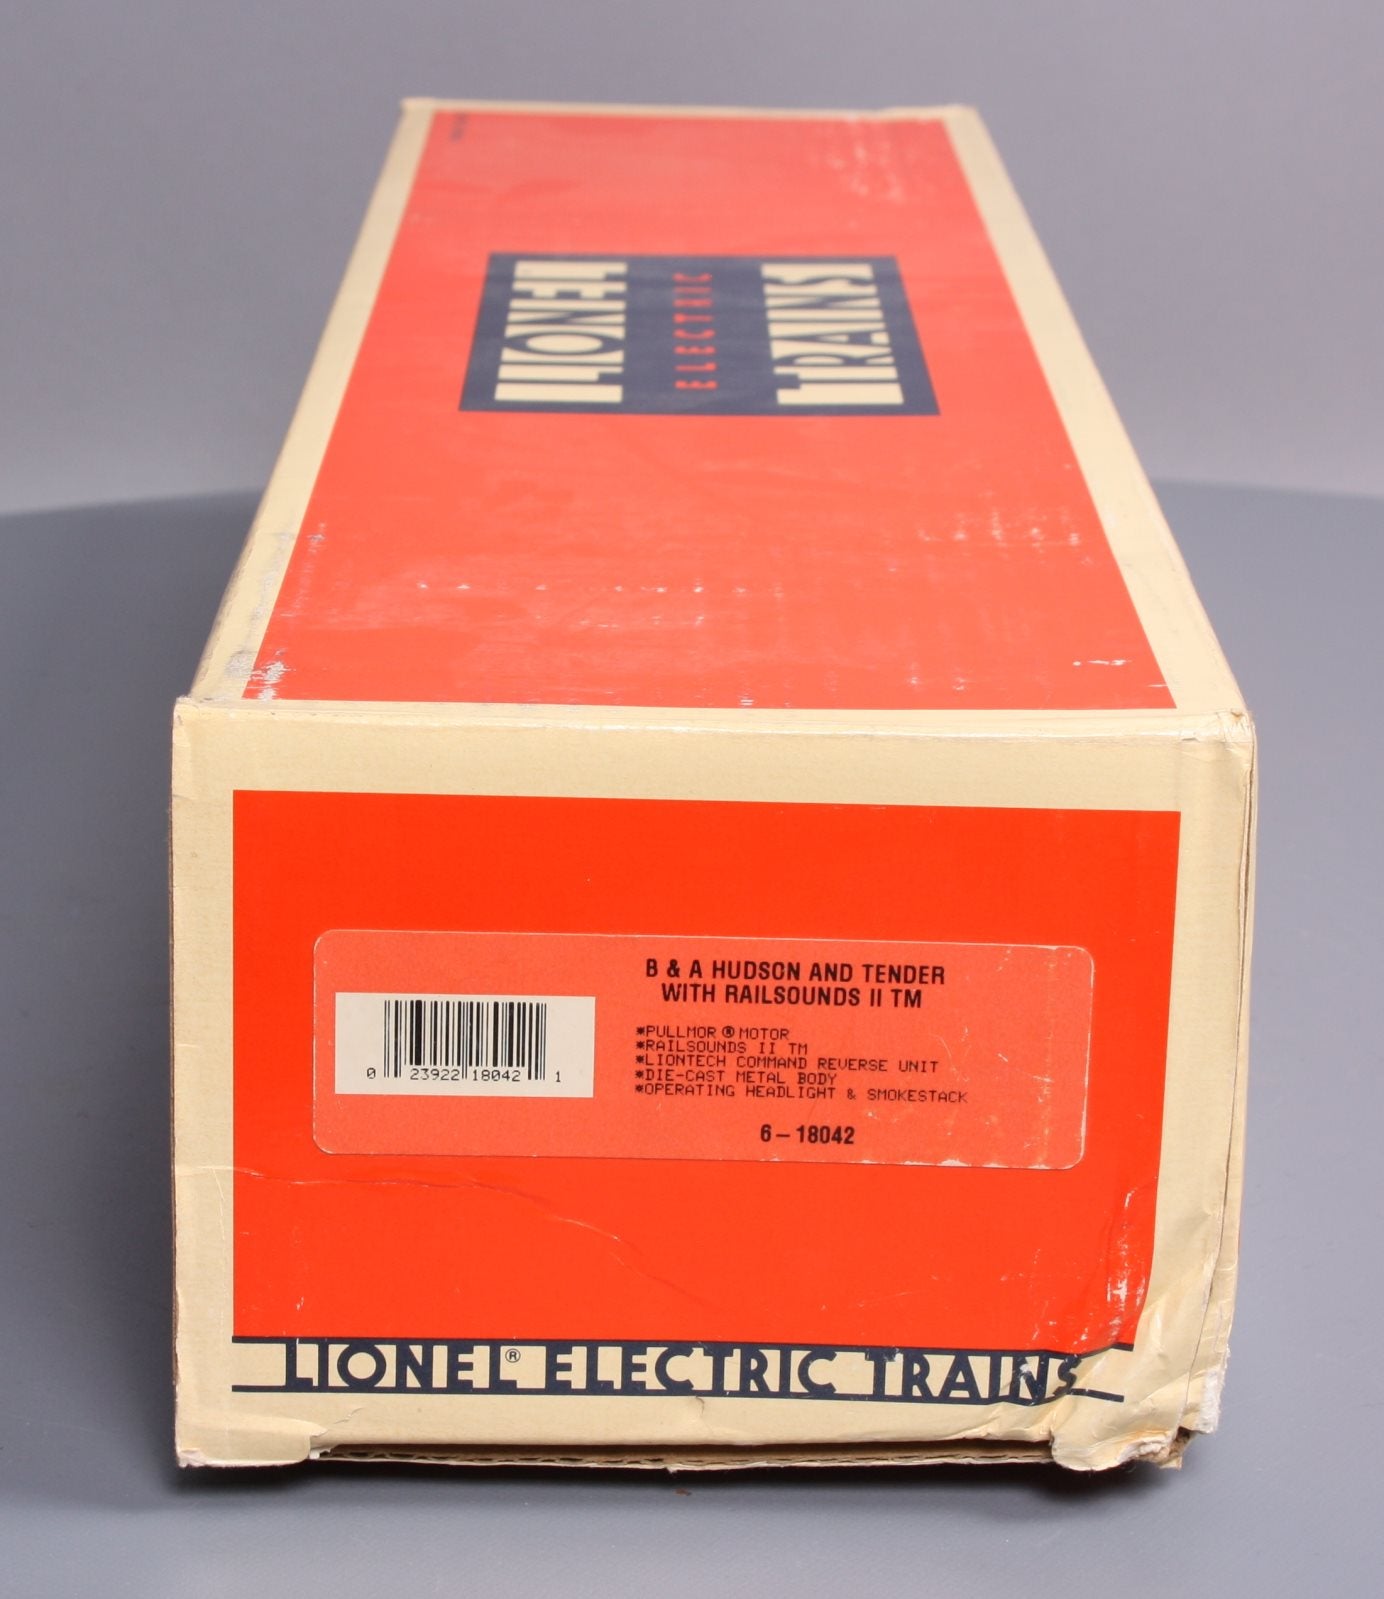 LIONEL
ELECTRIC
TRAINS
B & A HUDSON AND TENDER
WITH RAILSOUNDS II TM
*PULLMOR ® MOTOR
*RAILSOUNDS II TM
*LIONTECH COMMAND REVERSE UNIT
*DIE-CAST METAL BODY
*OPERATING HEADLIGHT & SMOKESTACK
6-18042
0 23922 18042 1
LIONEL® ELECTRIC TRAINS